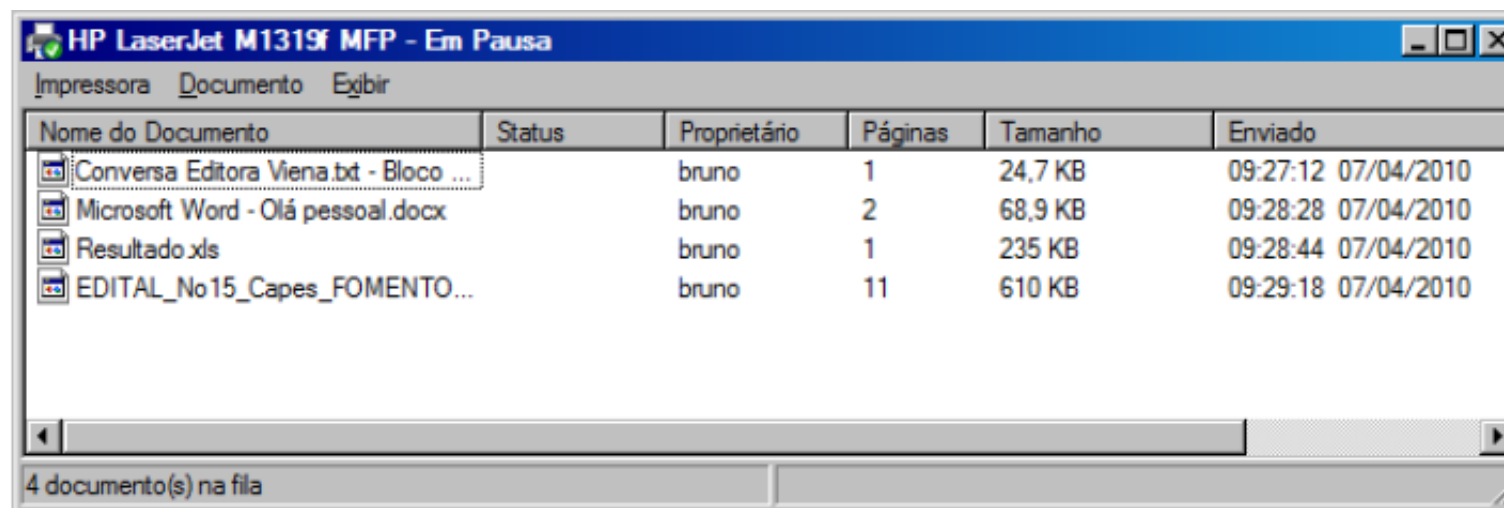 HP LaserJet M1319f MFP - Em Pausa
Impressora Documento Exibir
Nome do Documento Status Proprietário Páginas Tamanho Enviado
Conversa Editora Viena.txt - Bloco ... bruno 1 24,7 KB 09:27:12 07/04/2010
Microsoft Word - Olá pessoal.docx bruno 2 68,9 KB 09:28:28 07/04/2010
Resultado.xls bruno 1 235 KB 09:28:44 07/04/2010
EDITAL_No15_Capes_FOMENTO... bruno 11 610 KB 09:29:18 07/04/2010
4 documento(s) na fila